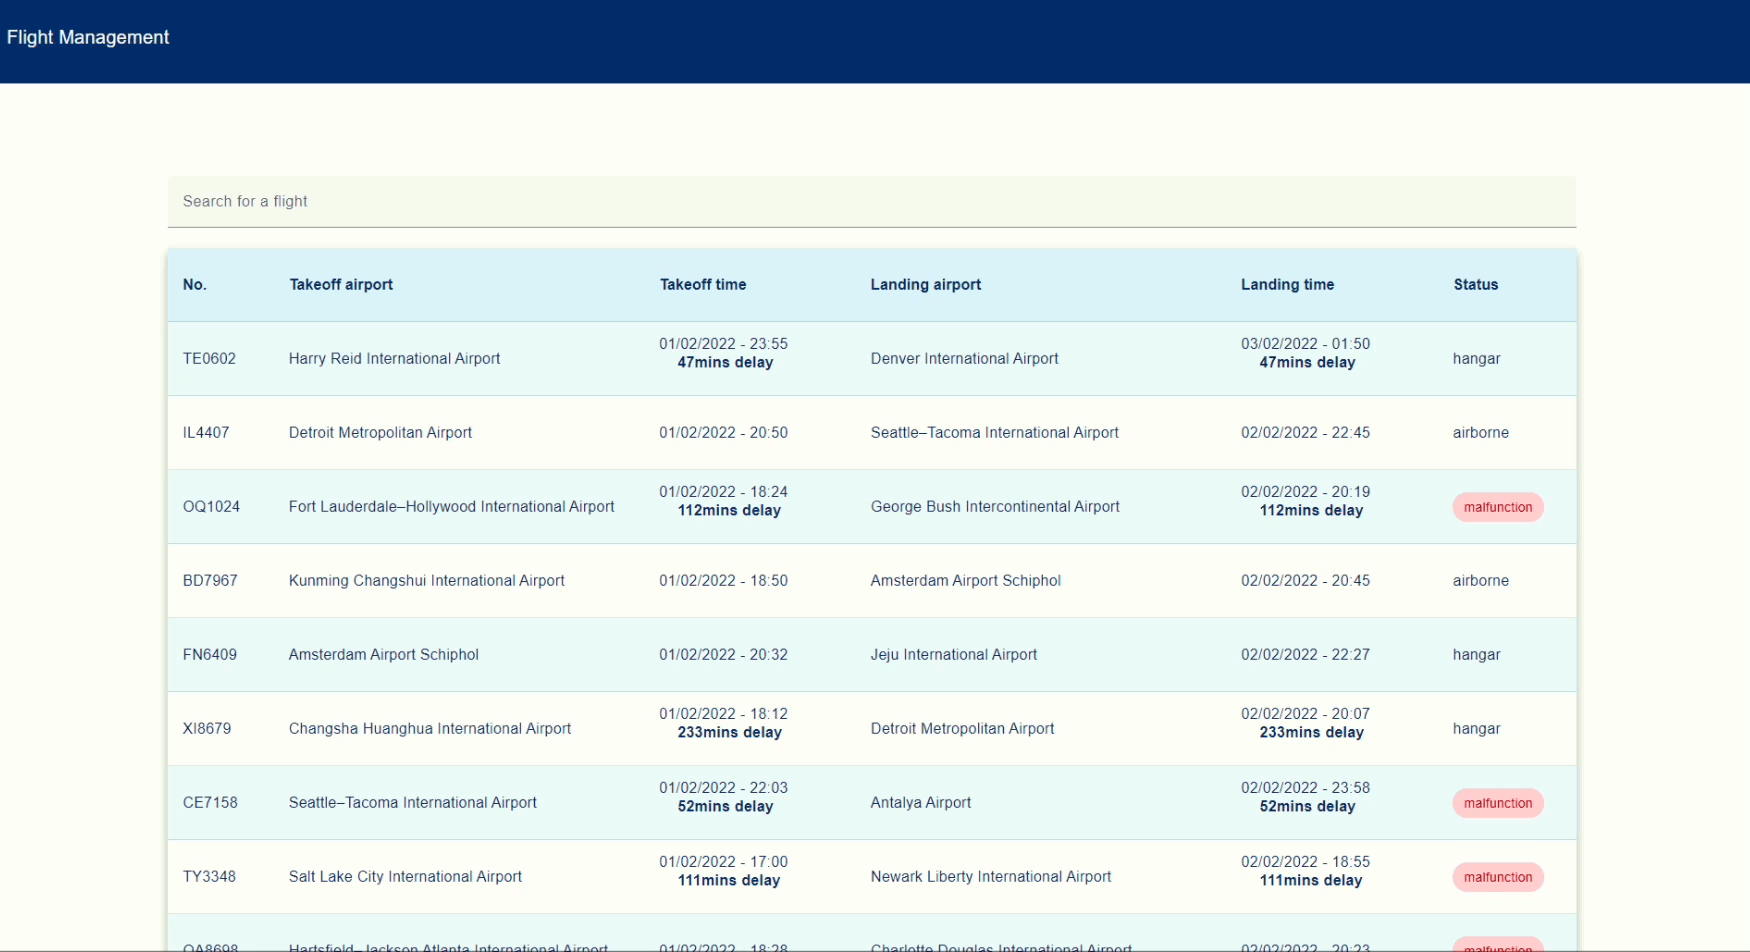 Flight Management
Search for a flight
No. Takeoff airport Takeoff time Landing airport Landing time Status
TE0602 Harry Reid International Airport 01/02/2022 - 23:55 Denver International Airport 03/02/2022 - 01:50 hangar
47mins delay 47mins delay
IL4407 Detroit Metropolitan Airport 01/02/2022 - 20:50 Seattle–Tacoma International Airport 02/02/2022 - 22:45 airborne
OQ1024 Fort Lauderdale–Hollywood International Airport 01/02/2022 - 18:24 George Bush Intercontinental Airport 02/02/2022 - 20:19 malfunction
112mins delay 112mins delay
BD7967 Kunming Changshui International Airport 01/02/2022 - 18:50 Amsterdam Airport Schiphol 02/02/2022 - 20:45 airborne
FN6409 Amsterdam Airport Schiphol 01/02/2022 - 20:32 Jeju International Airport 02/02/2022 - 22:27 hangar
XI8679 Changsha Huanghua International Airport 01/02/2022 - 18:12 Detroit Metropolitan Airport 02/02/2022 - 20:07 hangar
233mins delay 233mins delay
CE7158 Seattle–Tacoma International Airport 01/02/2022 - 22:03 Antalya Airport 02/02/2022 - 23:58 malfunction
52mins delay 52mins delay
TY3348 Salt Lake City International Airport 01/02/2022 - 17:00 Newark Liberty International Airport 02/02/2022 - 18:55 malfunction
111mins delay 111mins delay
OA8698 Hartsfield–Jackson Atlanta International Airport 01/02/2022 - 18:28 Charlotte Douglas International Airport 02/02/2022 - 20:23 malfunction